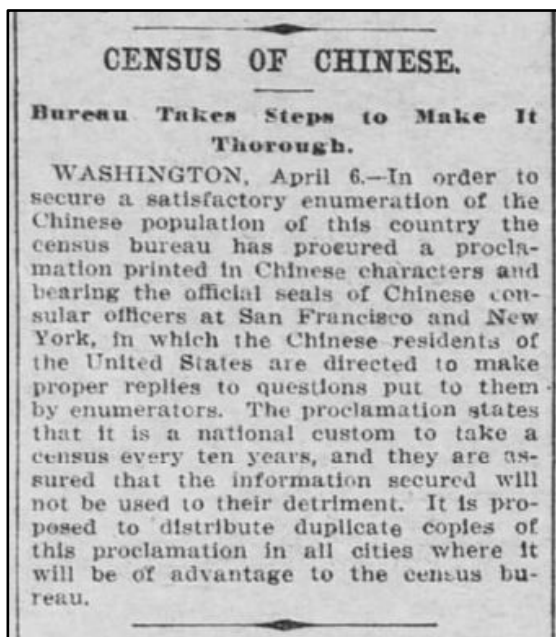 CENSUS OF CHINESE.
Bureau Takes Steps to Make It
Thorough.
WASHINGTON, April 6.—In order to
secure a satisfactory enumeration of the
Chinese population of this country the
census bureau has procured a procla-
mation printed in Chinese characters and
bearing the official seals of Chinese con-
sular officers at San Francisco and New
York, in which the Chinese residents of
the United States are directed to make
proper replies to questions put to them
by enumerators. The proclamation states
that it is a national custom to take a
census every ten years, and they are as-
sured that the information secured will
not be used to their detriment. It is pro-
posed to distribute duplicate copies of
this proclamation in all cities where it
will be of advantage to the census bu-
reau.